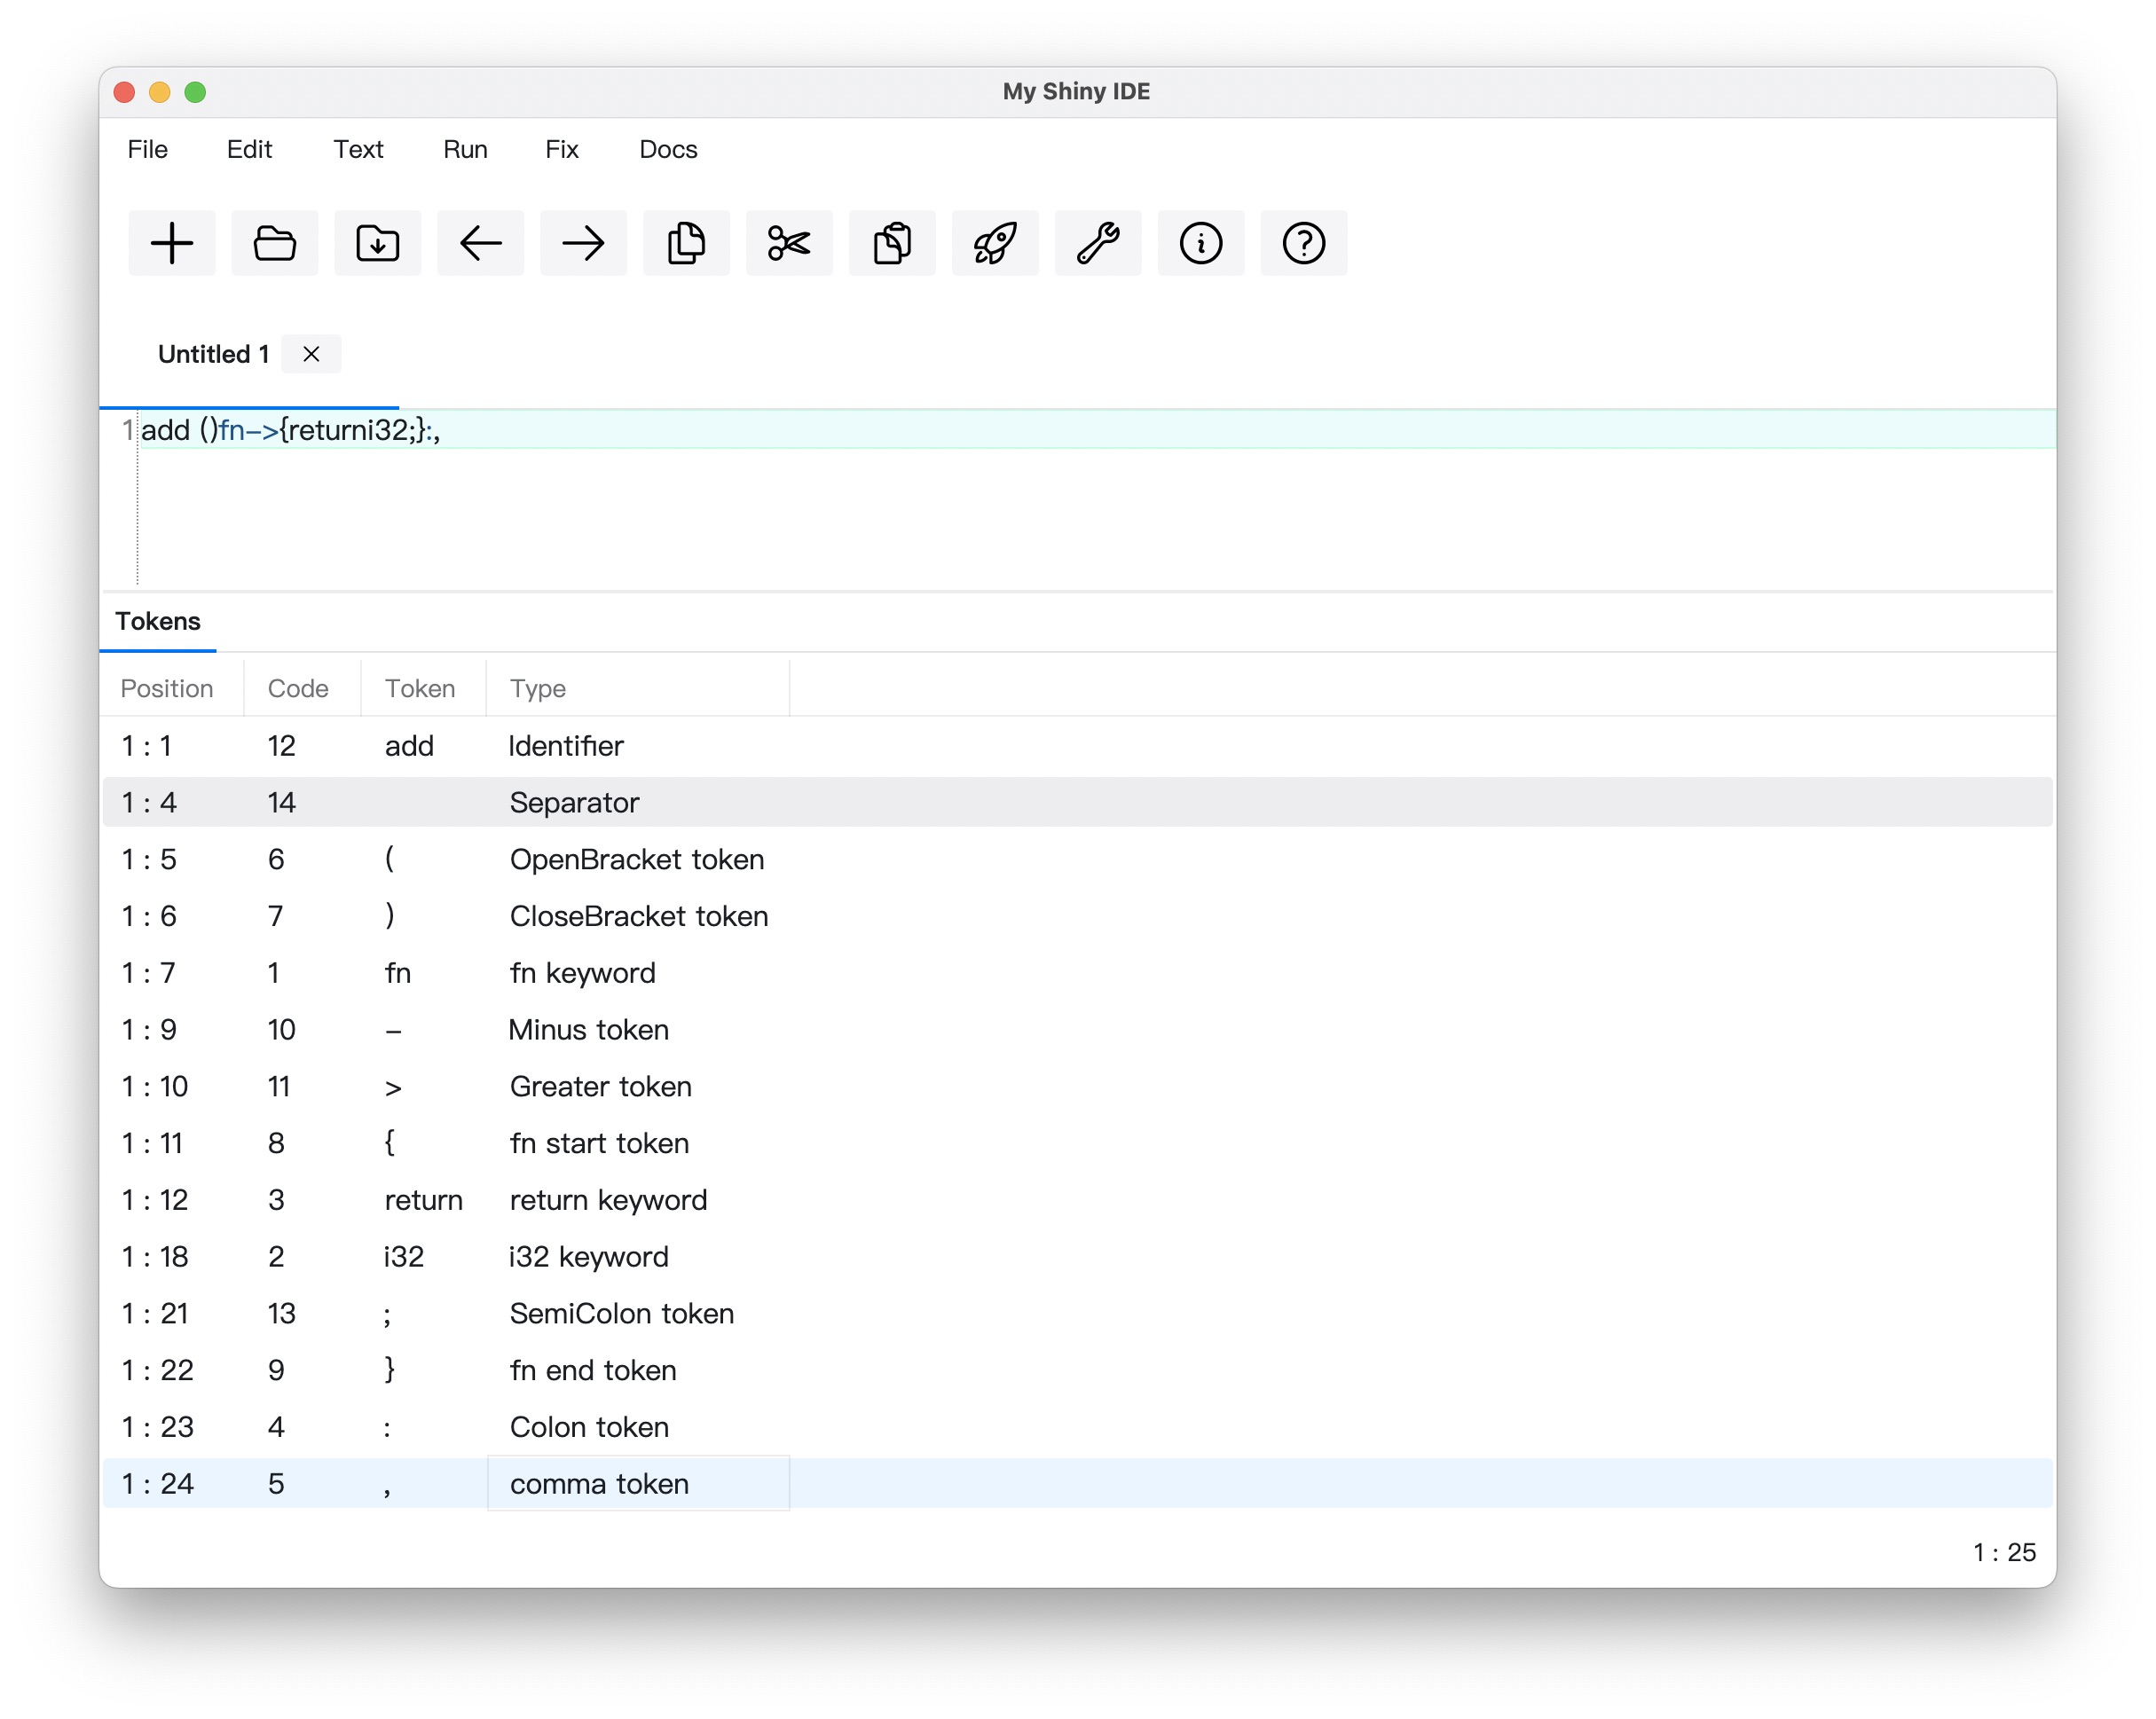 My Shiny IDE
File Edit Text Run Fix Docs
Untitled 1
1 add ()fn->{returni32;}:,
Tokens
Position Code Token Type
1 : 1 12 add Identifier
1 : 4 14 Separator
1 : 5 6 ( OpenBracket token
1 : 6 7 ) CloseBracket token
1 : 7 1 fn fn keyword
1 : 9 10 - Minus token
1 : 10 11 > Greater token
1 : 11 8 { fn start token
1 : 12 3 return return keyword
1 : 18 2 i32 i32 keyword
1 : 21 13 ; SemiColon token
1 : 22 9 } fn end token
1 : 23 4 : Colon token
1 : 24 5 , comma token
1 : 25